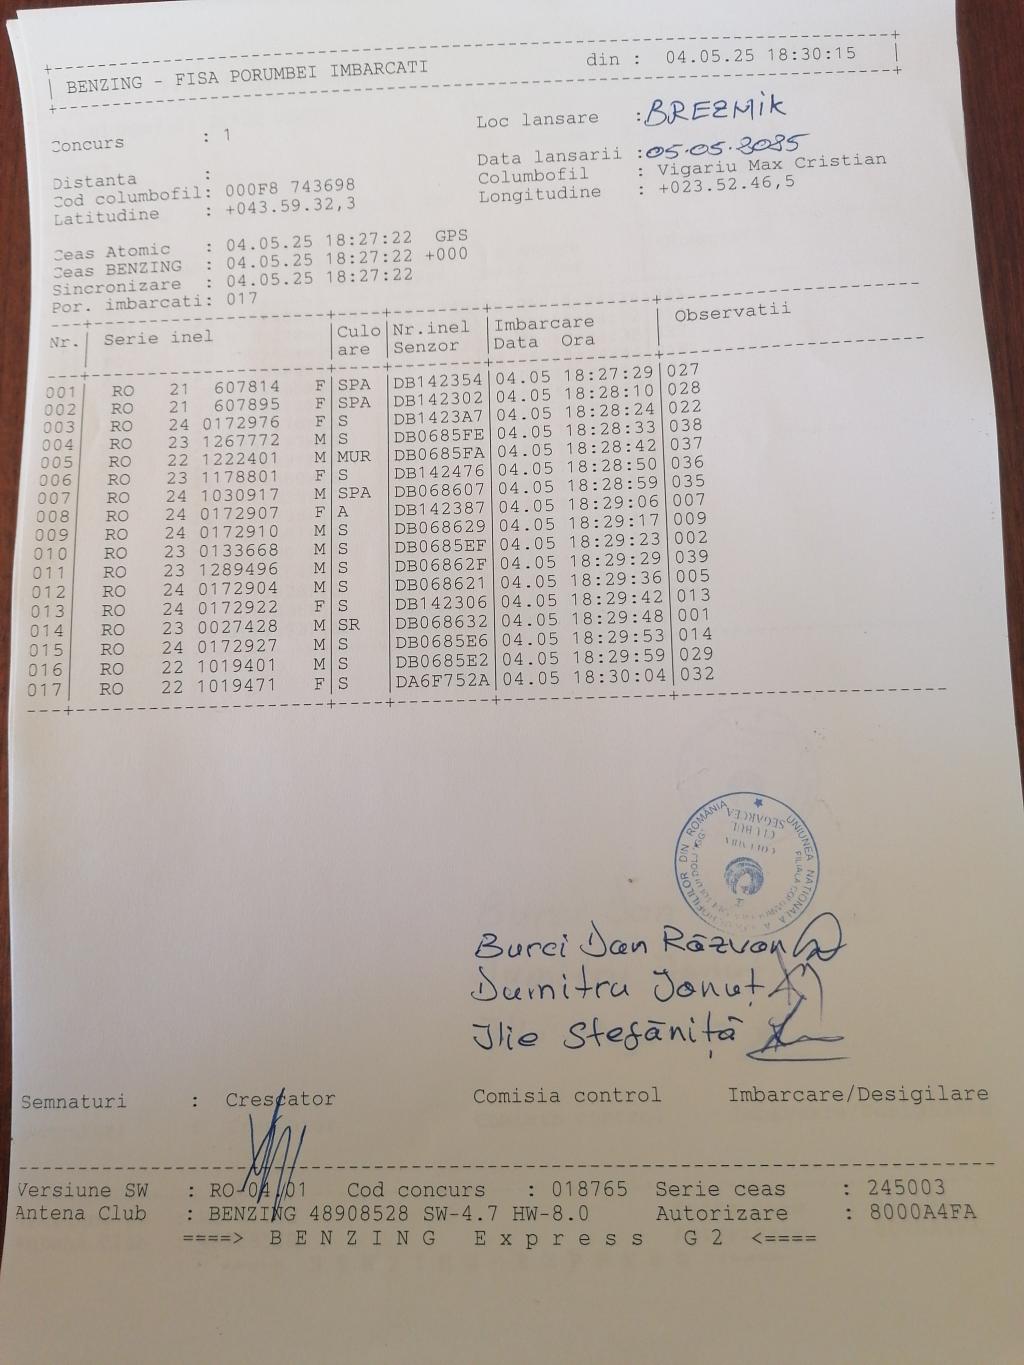 BENZING - FISA PORUMBEI IMBARCATI din : 04.05.25 18:30:15
Concurs : 1 Loc lansare : BREZMIK
Distanta : Data lansarii : 05.05.2025
Cod columbofil: 000F8 743698 Columbofil : Vigariu Max Cristian
Latitudine : +043.59.32,3 Longitudine : +023.52.46,5
Ceas Atomic : 04.05.25 18:27:22 GPS
Ceas BENZING : 04.05.25 18:27:22 +000
Sincronizare : 04.05.25 18:27:22
Por. imbarcati: 017
Nr. Serie inel Culo Nr.inel Imbarcare Observatii
are Senzor Data Ora
001 RO 21 607814 F SPA DB142354 04.05 18:27:29 027
002 RO 21 607895 F SPA DB142302 04.05 18:28:10 028
003 RO 24 0172976 F S DB1423A7 04.05 18:28:24 022
004 RO 23 1267772 M S DB0685FE 04.05 18:28:33 038
005 RO 22 1222401 M MUR DB0685FA 04.05 18:28:42 037
006 RO 23 1178801 F S DB142476 04.05 18:28:50 036
007 RO 24 1030917 M SPA DB068607 04.05 18:28:59 035
008 RO 24 0172907 F A DB142387 04.05 18:29:06 007
009 RO 24 0172910 M S DB068629 04.05 18:29:17 009
010 RO 23 0133668 M S DB0685EF 04.05 18:29:23 002
011 RO 23 1289496 M S DB06862F 04.05 18:29:29 039
012 RO 24 0172904 M S DB068621 04.05 18:29:36 005
013 RO 24 0172922 F S DB142306 04.05 18:29:42 013
014 RO 23 0027428 M SR DB068632 04.05 18:29:48 001
015 RO 24 0172927 M S DB0685E6 04.05 18:29:53 014
016 RO 22 1019401 M S DB0685E2 04.05 18:29:59 029
017 RO 22 1019471 F S DA6F752A 04.05 18:30:04 032
UNIUNEA NATIONALA A COLUMBOFILILOR DIN ROMANIA
CLUBUL
SEGARCEA
Burci Dan Răzvan
Dumitru Ionuț
Ilie Ștefăniță
Semnaturi : Crescator Comisia control Imbarcare/Desigilare
Versiune SW : RO-04.01 Cod concurs : 018765 Serie ceas : 245003
Antena Club : BENZING 48908528 SW-4.7 HW-8.0 Autorizare : 8000A4FA
====> BENZING Express G2 <====